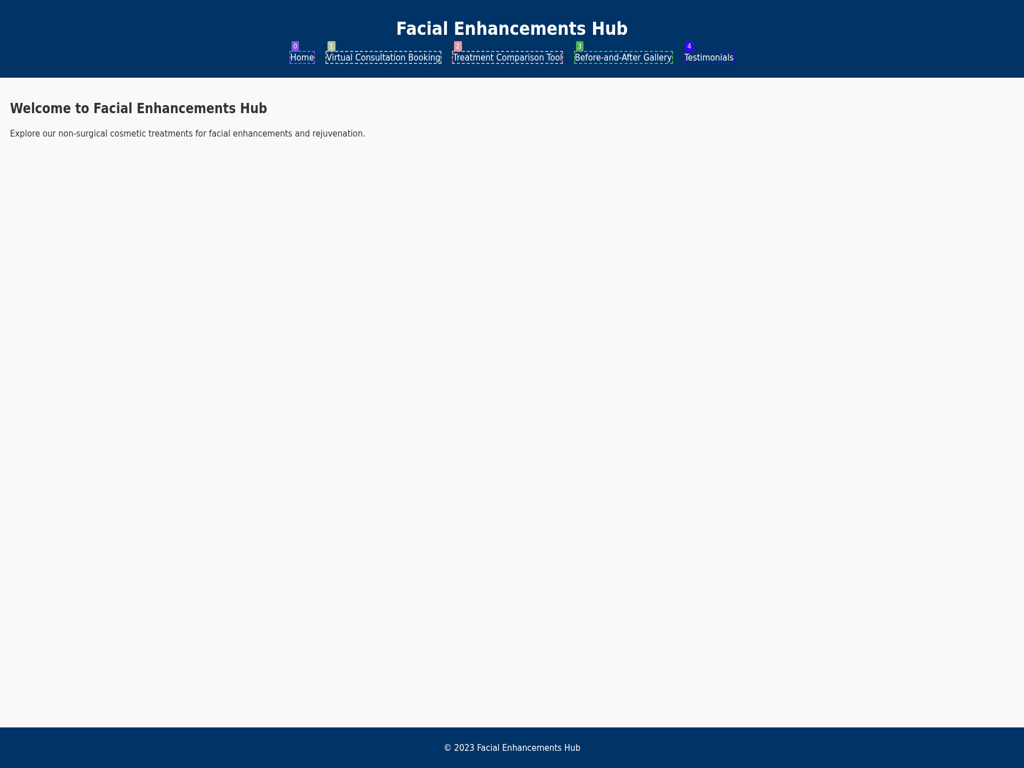 Facial Enhancements Hub
0 1 2 3 4
Home Virtual Consultation Booking Treatment Comparison Tool Before-and-After Gallery Testimonials
Welcome to Facial Enhancements Hub
Explore our non-surgical cosmetic treatments for facial enhancements and rejuvenation.
© 2023 Facial Enhancements Hub